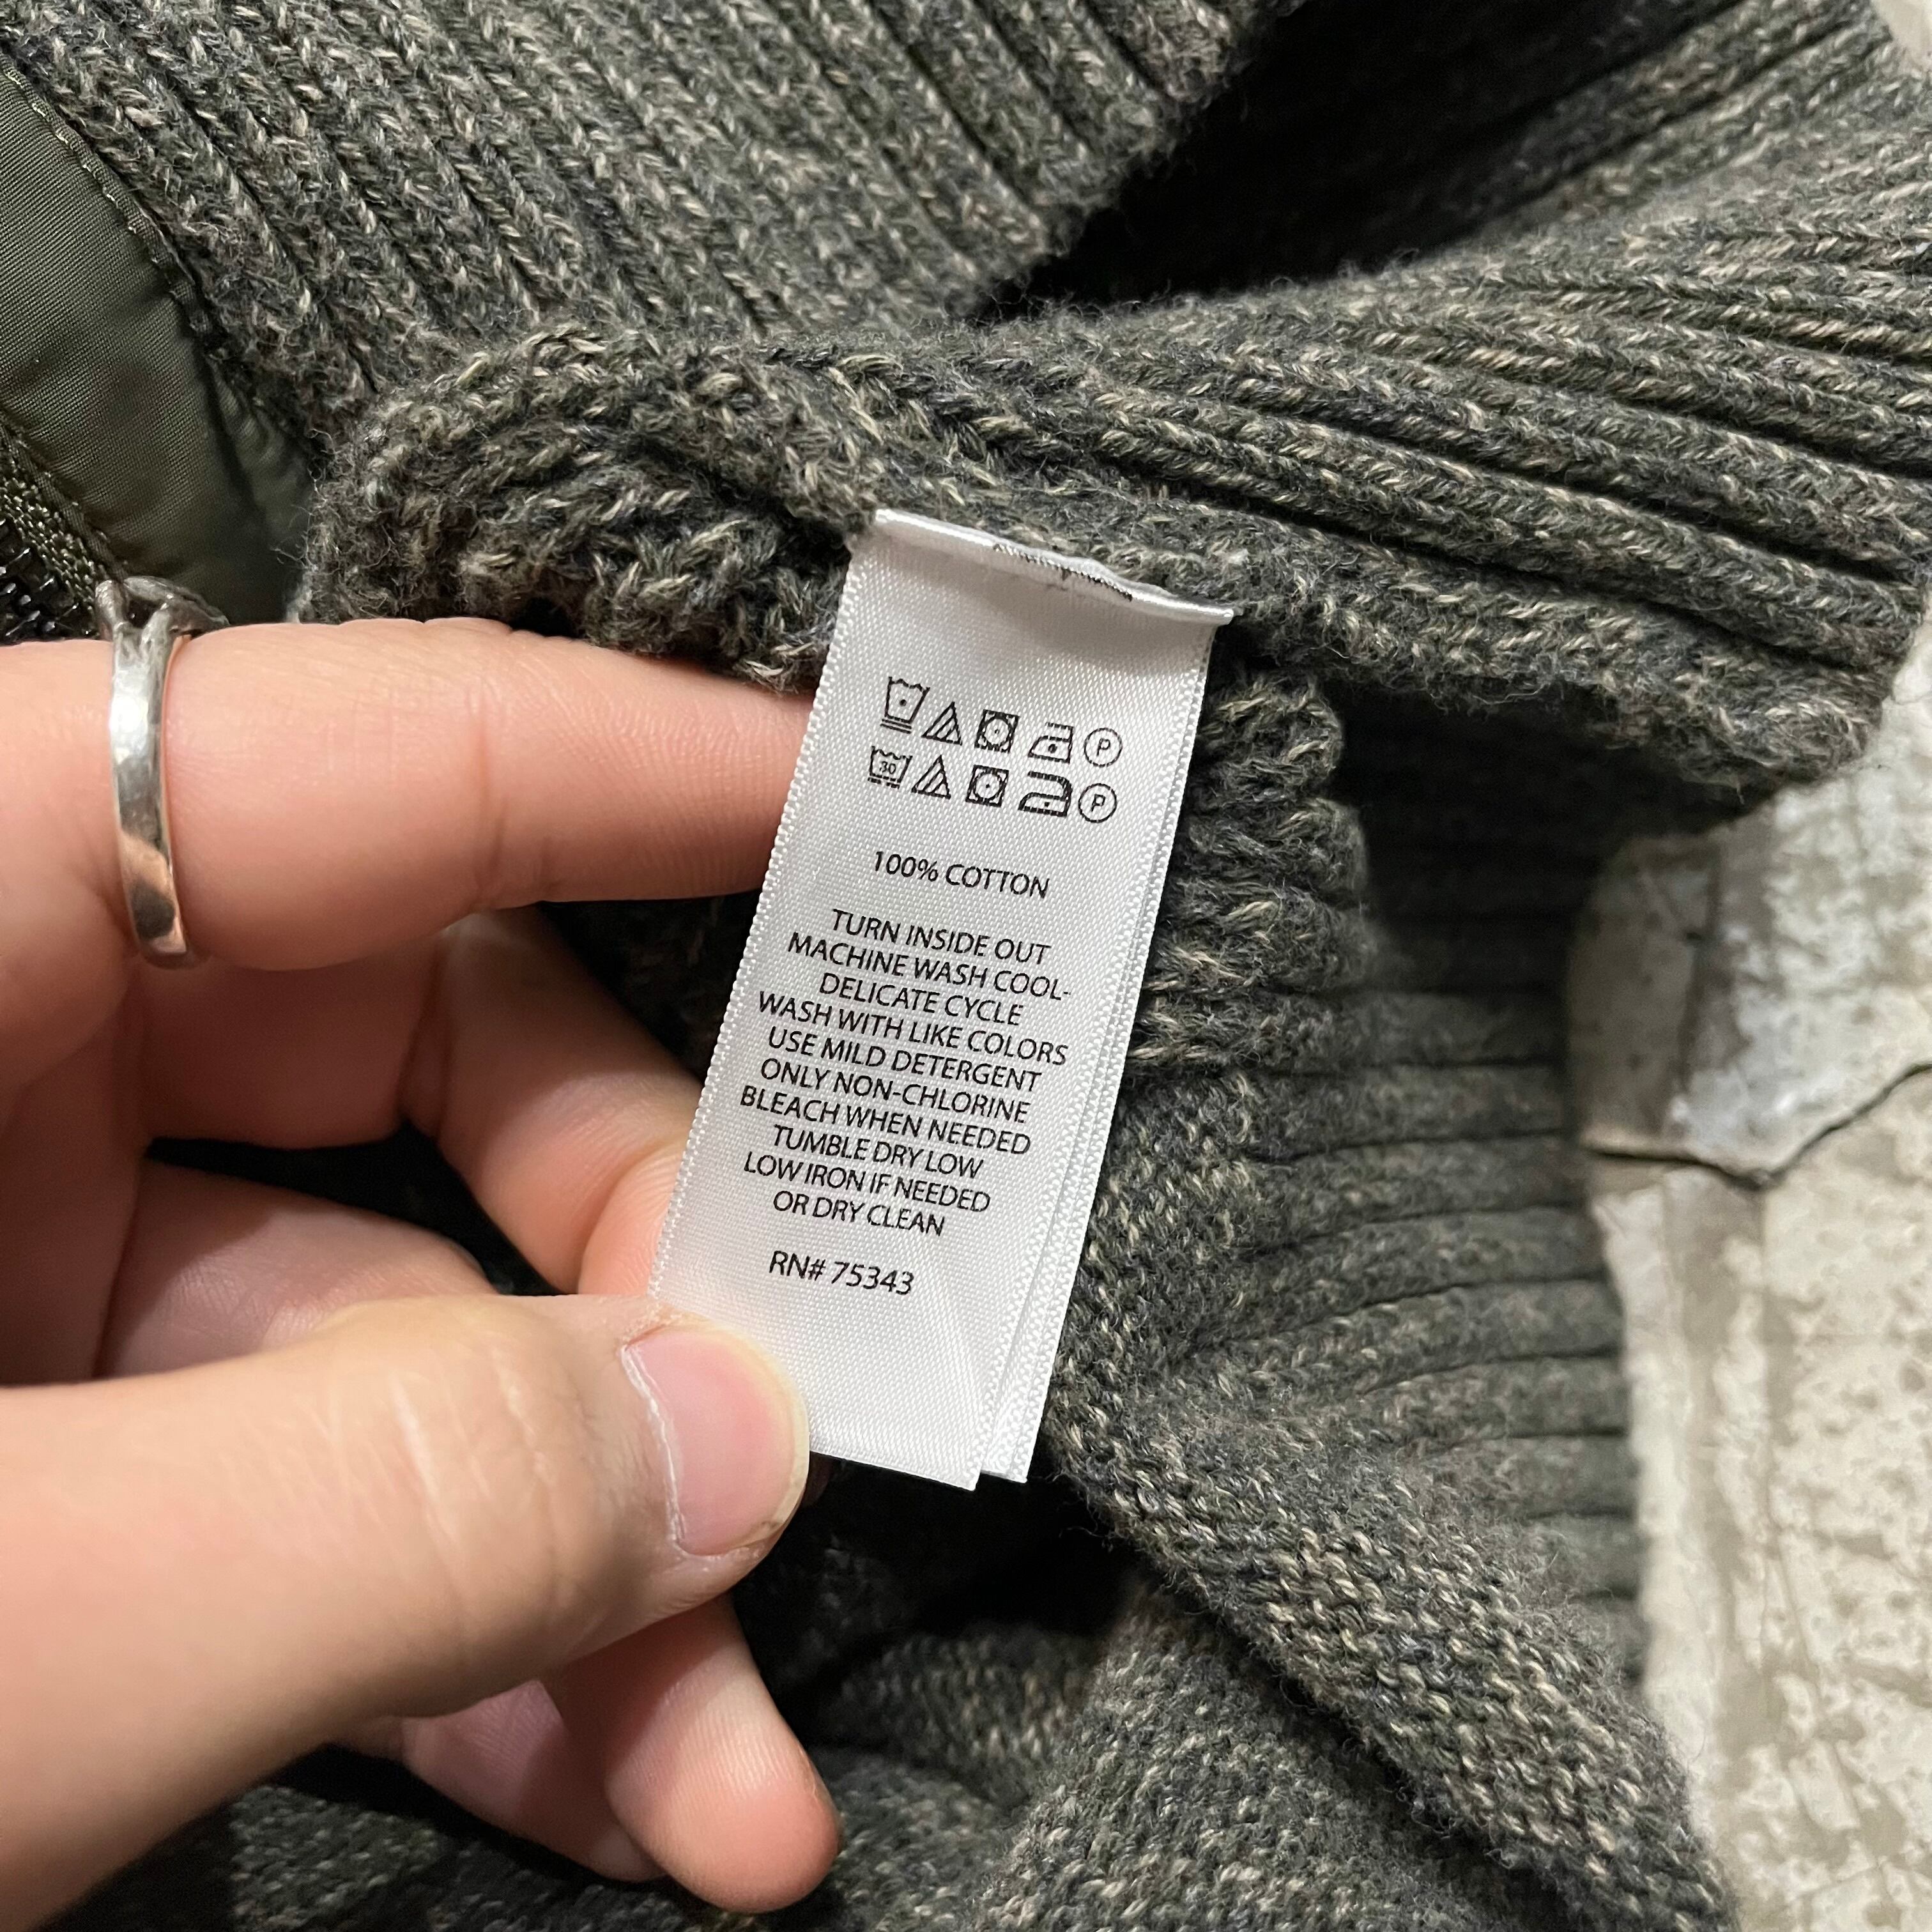 P
30 P
100% COTTON
TURN INSIDE OUT
MACHINE WASH COOL-
DELICATE CYCLE
WASH WITH LIKE COLORS
USE MILD DETERGENT
ONLY NON-CHLORINE
BLEACH WHEN NEEDED
TUMBLE DRY LOW
LOW IRON IF NEEDED
OR DRY CLEAN
RN# 75343